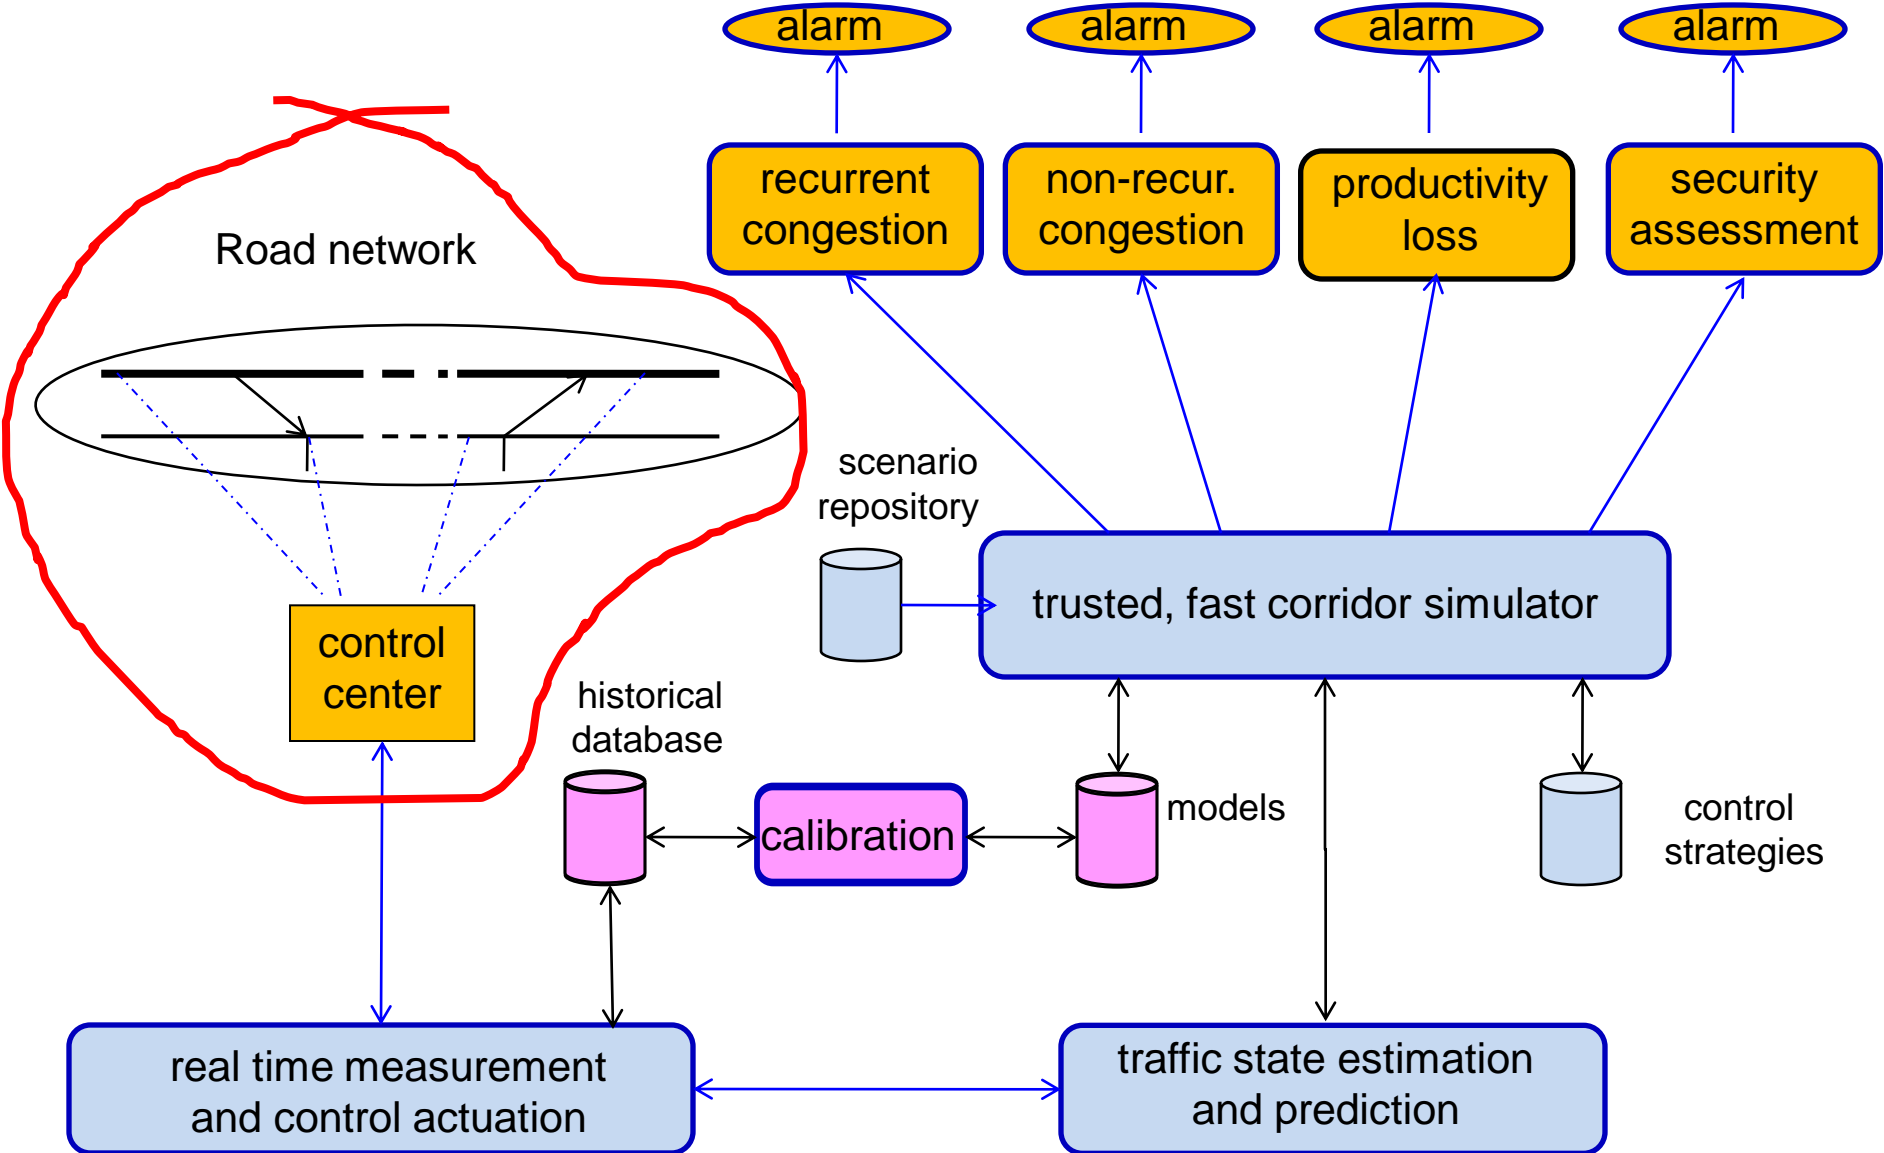 alarm
alarm
alarm
alarm
recurrent
congestion
non-recur.
congestion
productivity
loss
security
assessment
Road network
scenario
repository
trusted, fast corridor simulator
control
center
historical
database
calibration
models
control
strategies
real time measurement
and control actuation
traffic state estimation
and prediction